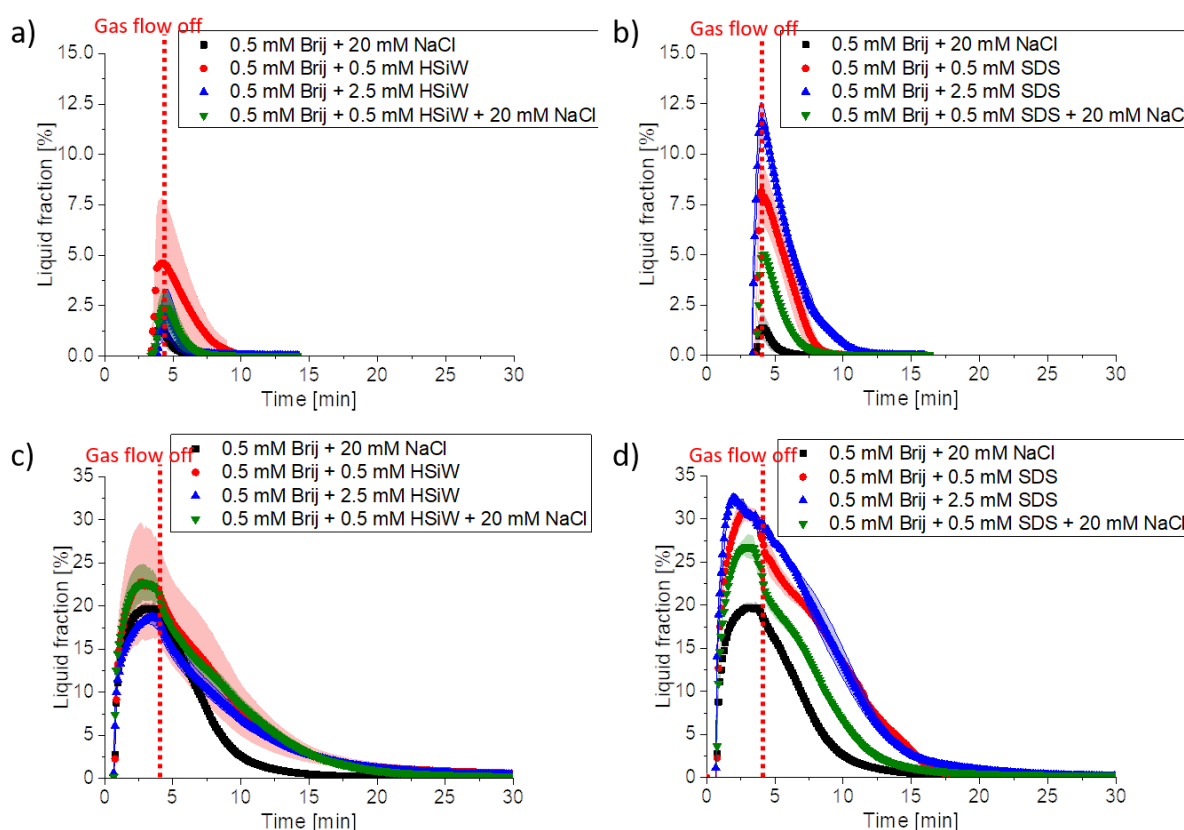 a)
Gas flow off
0.5 mM Brij + 20 mM NaCl
0.5 mM Brij + 0.5 mM HSiW
0.5 mM Brij + 2.5 mM HSiW
0.5 mM Brij + 0.5 mM HSiW + 20 mM NaCl
Liquid fraction [%]
15.0
12.5
10.0
7.5
5.0
2.5
0.0
0 5 10 15 20 25 30
Time [min]
b)
Gas flow off
0.5 mM Brij + 20 mM NaCl
0.5 mM Brij + 0.5 mM SDS
0.5 mM Brij + 2.5 mM SDS
0.5 mM Brij + 0.5 mM SDS + 20 mM NaCl
Liquid fraction [%]
15.0
12.5
10.0
7.5
5.0
2.5
0.0
0 5 10 15 20 25 30
Time [min]
c)
Gas flow off
0.5 mM Brij + 20 mM NaCl
0.5 mM Brij + 0.5 mM HSiW
0.5 mM Brij + 2.5 mM HSiW
0.5 mM Brij + 0.5 mM HSiW + 20 mM NaCl
Liquid fraction [%]
35
30
25
20
15
10
5
0
0 5 10 15 20 25 30
Time [min]
d)
Gas flow off
0.5 mM Brij + 20 mM NaCl
0.5 mM Brij + 0.5 mM SDS
0.5 mM Brij + 2.5 mM SDS
0.5 mM Brij + 0.5 mM SDS + 20 mM NaCl
Liquid fraction [%]
35
30
25
20
15
10
5
0
0 5 10 15 20 25 30
Time [min]